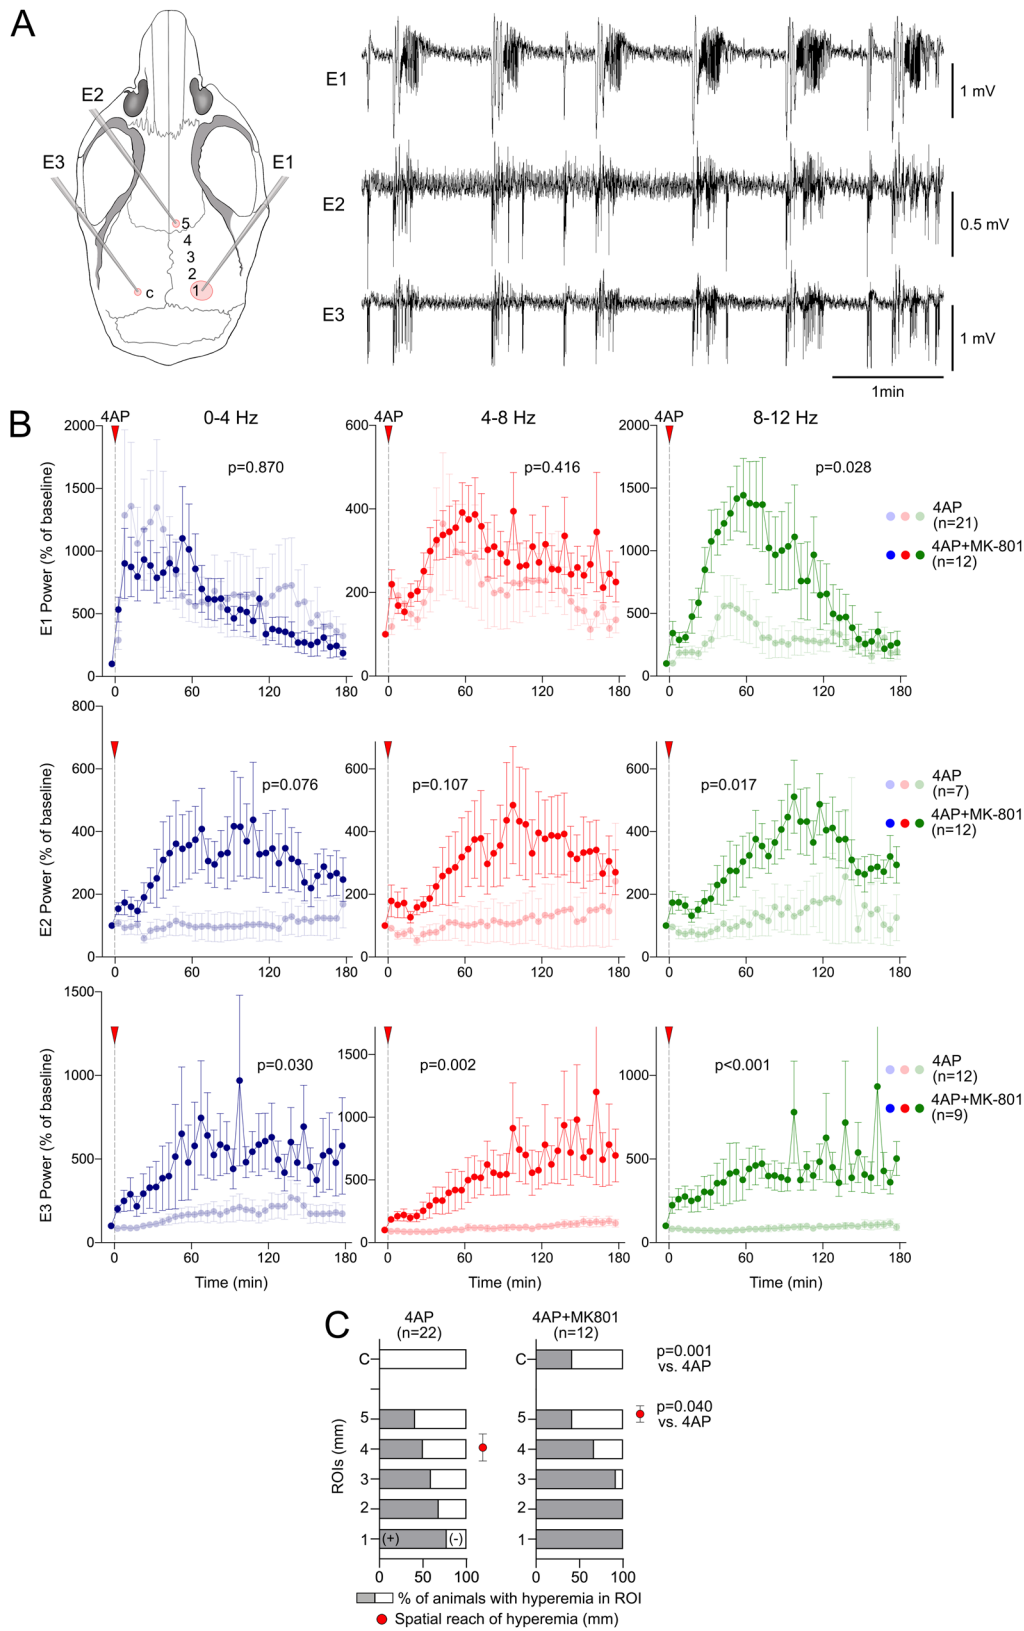 A
E2
E3
E1
5
4
3
2
1
c
E1
1 mV
E2
0.5 mV
E3
1 mV
1min
B
4AP
0-4 Hz
4AP
4-8 Hz
4AP
8-12 Hz
E1 Power (% of baseline)
2000
1500
1000
500
0
p=0.870
0 60 120 180
600
400
200
0
p=0.416
0 60 120 180
2000
1500
1000
500
0
p=0.028
0 60 120 180
4AP
(n=21)
4AP+MK-801
(n=12)
E2 Power (% of baseline)
800
600
400
200
0
p=0.076
0 60 120 180
600
400
200
0
p=0.107
0 60 120 180
600
400
200
0
p=0.017
0 60 120 180
4AP
(n=7)
4AP+MK-801
(n=12)
E3 Power (% of baseline)
1500
1000
500
0
p=0.030
0 60 120 180
Time (min)
1500
1000
500
0
p=0.002
0 60 120 180
Time (min)
1000
500
0
p<0.001
0 60 120 180
Time (min)
4AP
(n=12)
4AP+MK-801
(n=9)
C
4AP
(n=22)
ROIs (mm)
C
5
4
3
2
1
(+) (-)
0 50 100
4AP+MK801
(n=12)
C
5
4
3
2
1
0 50 100
p=0.001
vs. 4AP
p=0.040
vs. 4AP
% of animals with hyperemia in ROI
Spatial reach of hyperemia (mm)